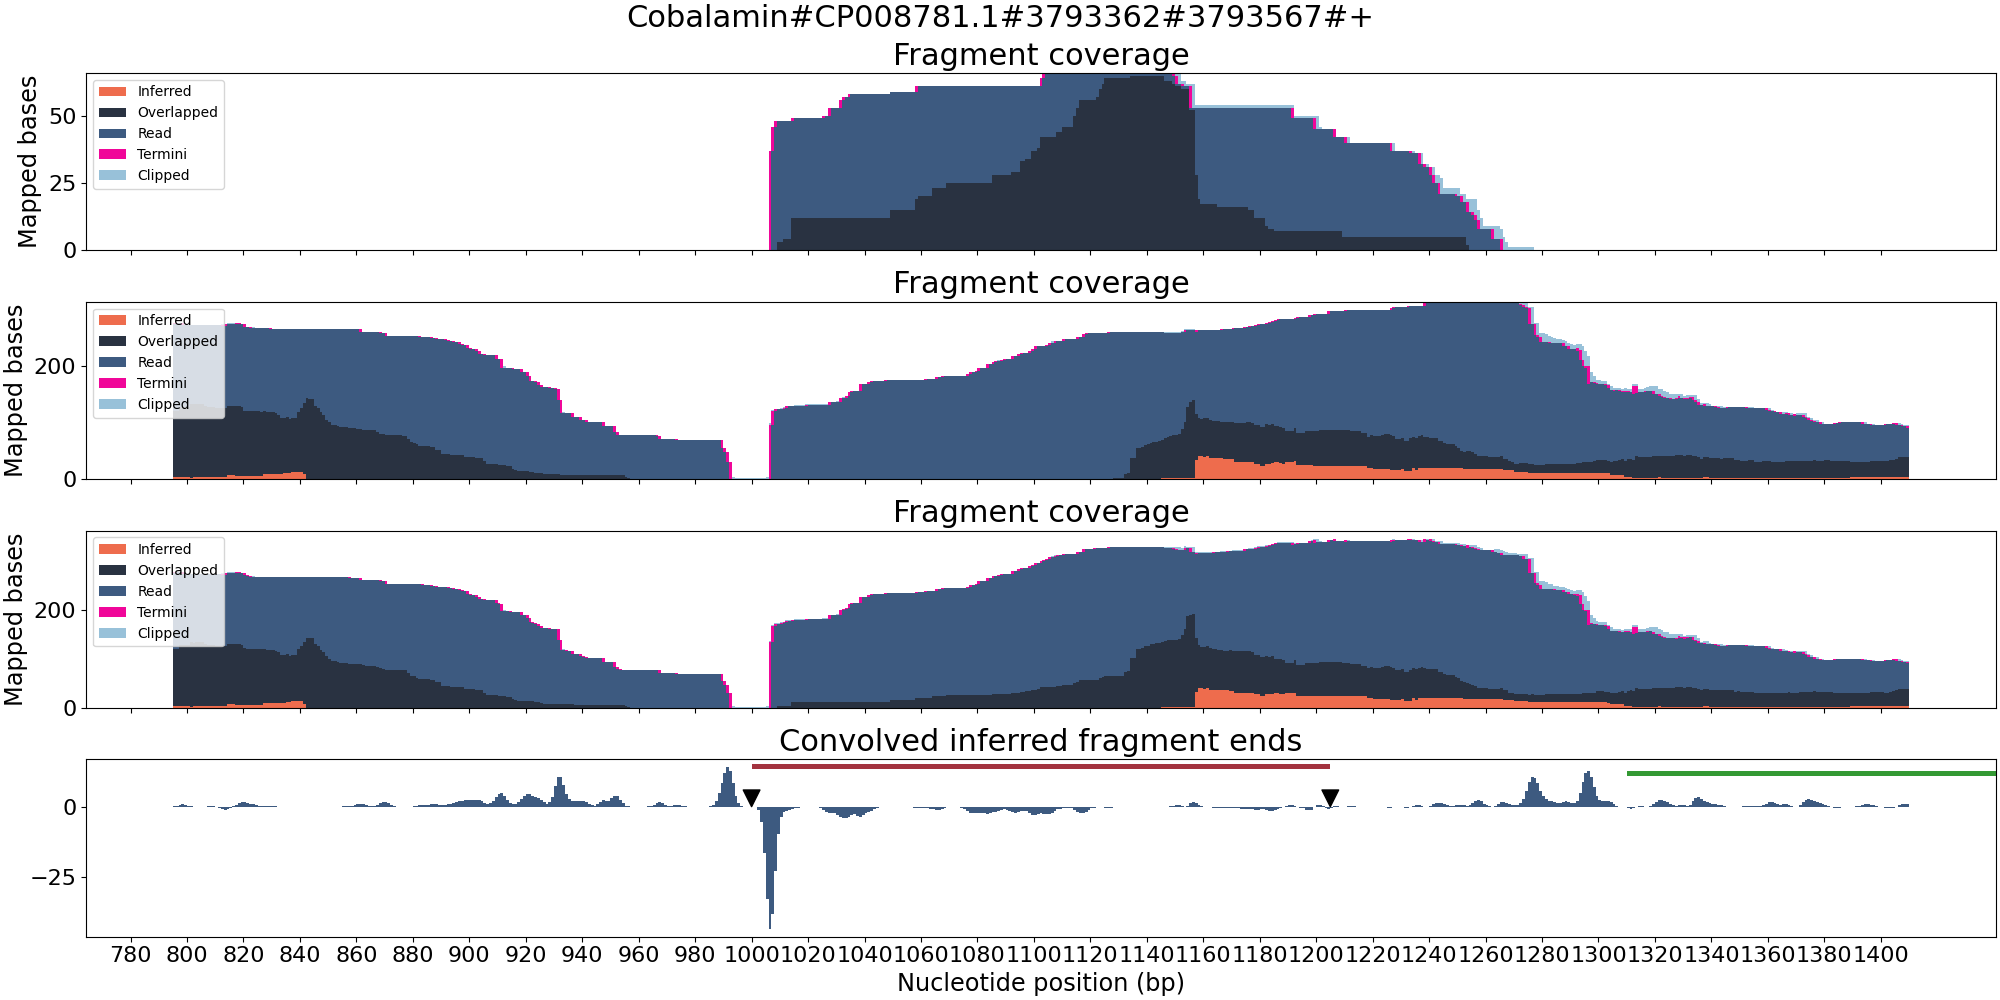 Cobalamin#CP008781.1#3793362#3793567#+
Fragment coverage
Mapped bases
50
25
0
Inferred
Overlapped
Read
Termini
Clipped
Fragment coverage
Mapped bases
200
0
Inferred
Overlapped
Read
Termini
Clipped
Fragment coverage
Mapped bases
200
0
Inferred
Overlapped
Read
Termini
Clipped
Convolved inferred fragment ends
0
−25
780 800 820 840 860 880 900 920 940 960 980 1000 1020 1040 1060 1080 1100 1120 1140 1160 1180 1200 1220 1240 1260 1280 1300 1320 1340 1360 1380 1400
Nucleotide position (bp)